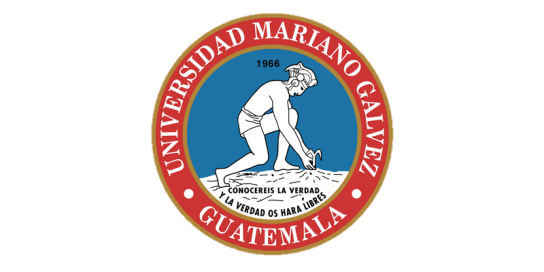 UNIVERSIDAD MARIANO GALVEZ
1966
CONOCEREIS LA VERDAD
Y LA VERDAD OS HARA LIBRES
GUATEMALA